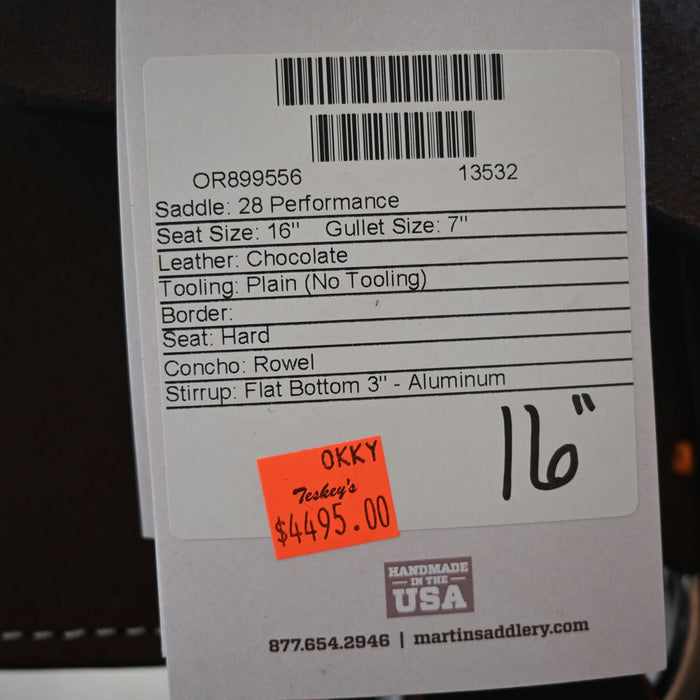 OR899556 13532
Saddle: 28 Performance
Seat Size: 16" Gullet Size: 7"
Leather: Chocolate
Tooling: Plain (No Tooling)
Border:
Seat: Hard
Concho: Rowel
Stirrup: Flat Bottom 3" - Aluminum
16"
OKKY
Teskey's
$4495.00
HANDMADE
IN THE
USA
877.654.2946 | martinsaddlery.com